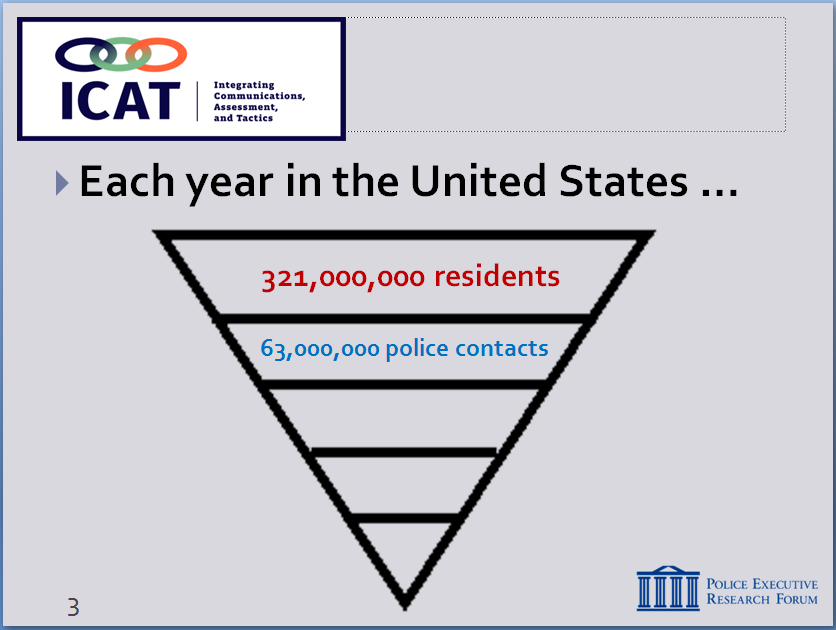 ICAT
Integrating
Communications,
Assessment,
and Tactics
Each year in the United States ...
321,000,000 residents
63,000,000 police contacts
3
POLICE EXECUTIVE
RESEARCH FORUM